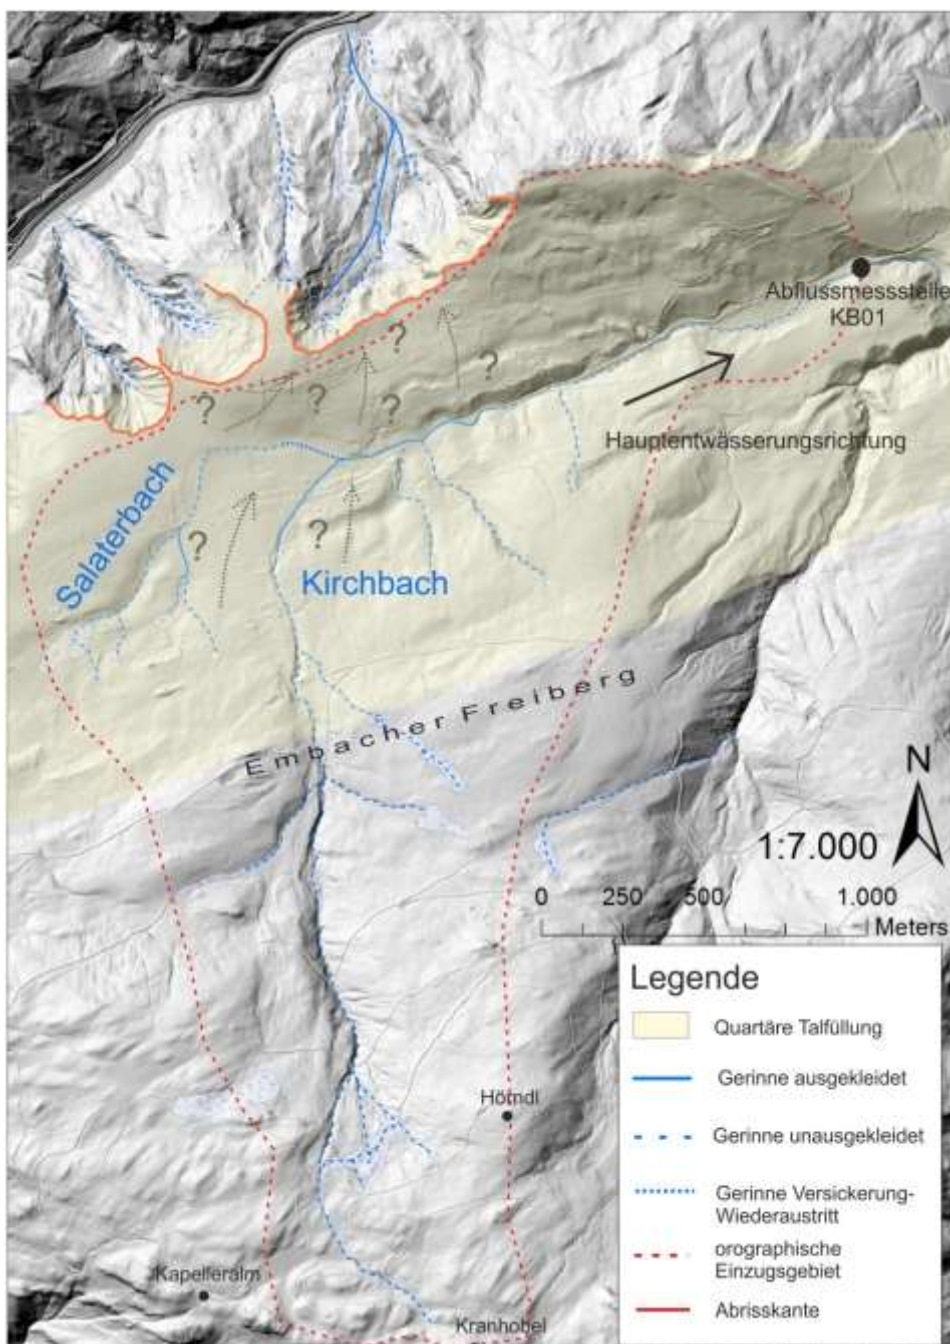 Abflussmessstelle
KB01
?
?
?
?
?
Hauptentwässerungsrichtung
Salaterbach
?
?
Kirchbach
Embacher Freiberg
N
1:7.000
0 250 500 1.000
Meters
Legende
Quartäre Talfüllung
Gerinne ausgekleidet
Gerinne unausgekleidet
Gerinne Versickerung-
Wiederaustritt
orographische
Einzugsgebiet
Abrisskante
Hörndl
Kapelleralm
Kranhobel